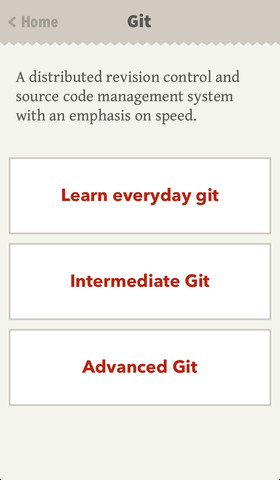 Home
Git
A distributed revision control and
source code management system
with an emphasis on speed.
Learn everyday git
Intermediate Git
Advanced Git